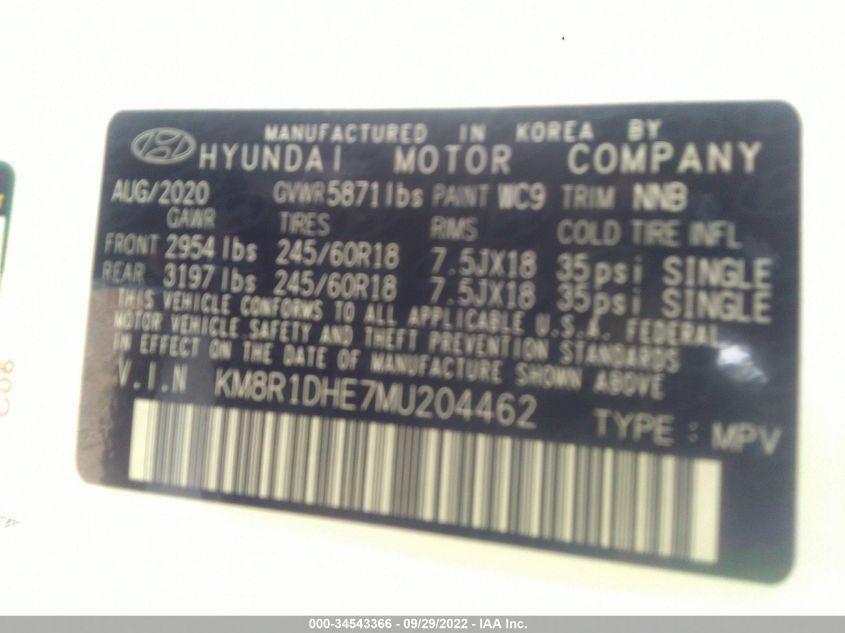 MANUFACTURED IN KOREA BY
HYUNDAI MOTOR COMPANY
AUG/2020 GVWR 5871lbs PAINT WC9 TRIM NNB
GAWR TIRES RMS COLD TIRE INFL
FRONT 2954lbs 245/60R18 7.5JX18 35psi SINGLE
REAR 3197lbs 245/60R18 7.5JX18 35psi SINGLE
THIS VEHICLE CONFORMS TO ALL APPLICABLE U.S.A. FEDERAL
MOTOR VEHICLE SAFETY AND THEFT PREVENTION STANDARDS
IN EFFECT ON THE DATE OF MANUFACTURE SHOWN ABOVE
V.I.N KM8R1DHE7MU204462 TYPE : MPV
000-34543366 - 09/29/2022 - IAA Inc.